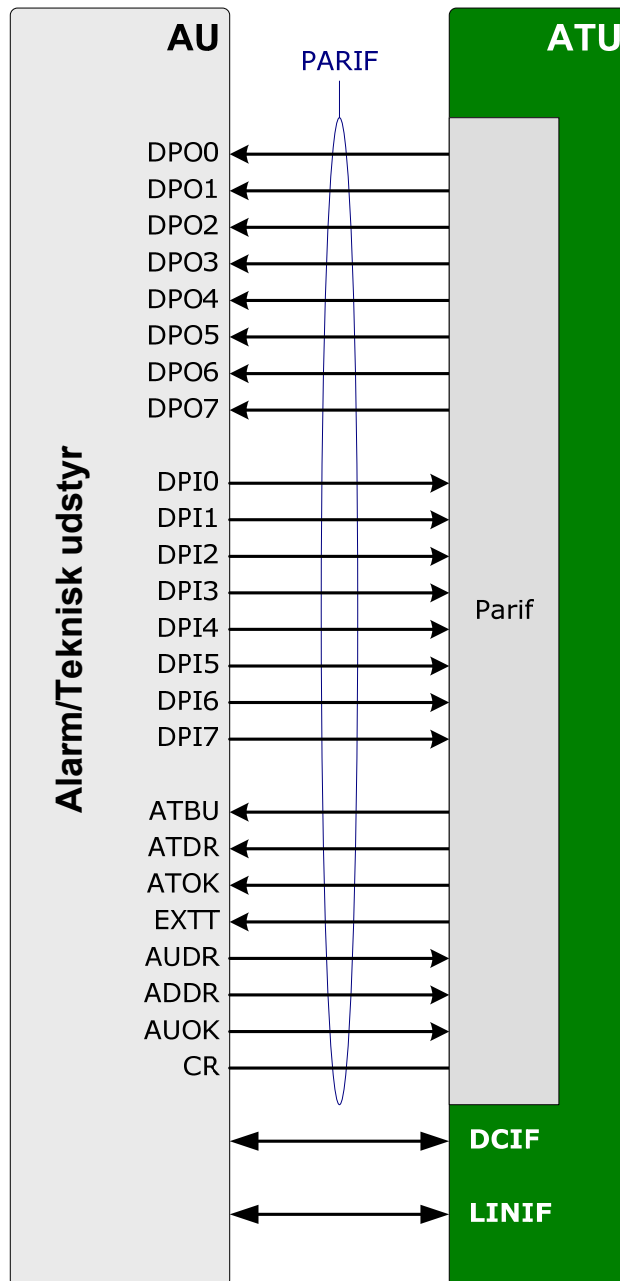 AU
ATU
PARIF
DPO0
DPO1
DPO2
DPO3
DPO4
DPO5
DPO6
DPO7
DPI0
DPI1
DPI2
DPI3
DPI4
DPI5
DPI6
DPI7
Alarm/Teknisk udstyr
Parif
ATBU
ATDR
ATOK
EXTT
AUDR
ADDR
AUOK
CR
DCIF
LINIF